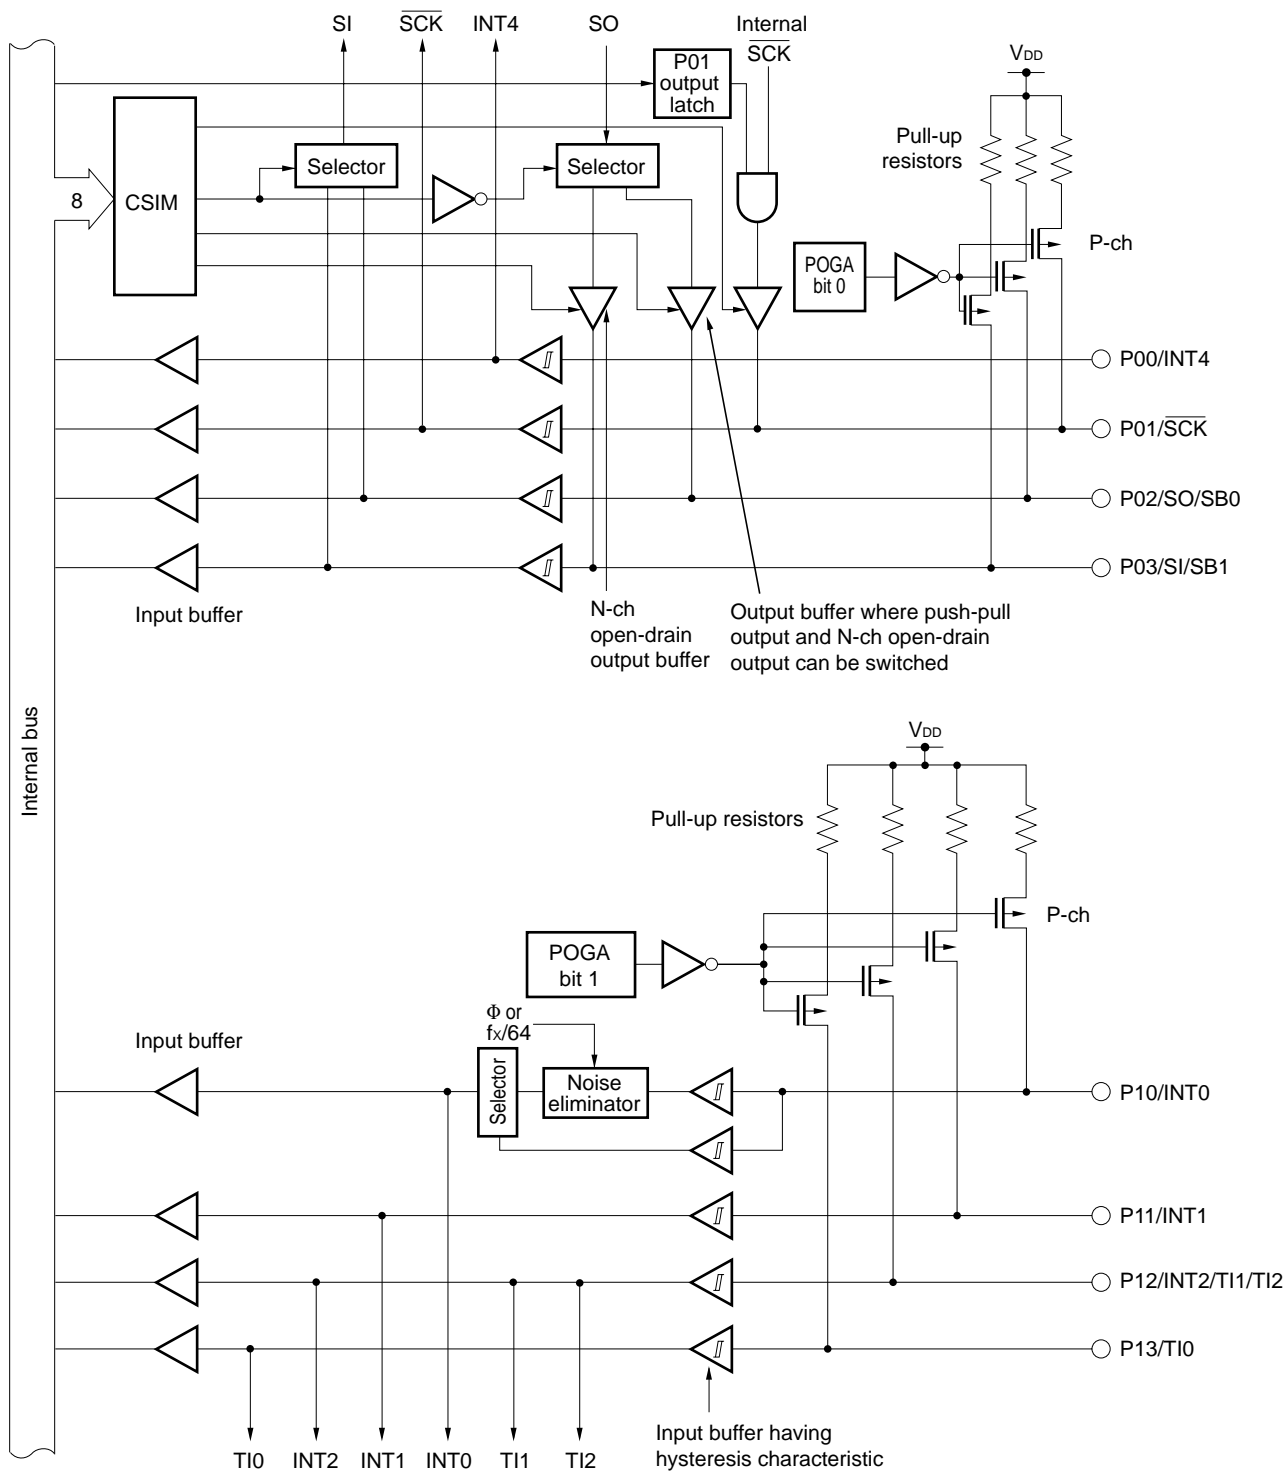 SI
SCK
INT4
SO
Internal
SCK
VDD
P01
output
latch
Pull-up
resistors
Selector
Selector
8
CSIM
P-ch
POGA
bit 0
P00/INT4
P01/SCK
P02/SO/SB0
P03/SI/SB1
Input buffer
N-ch
open-drain
output buffer
Output buffer where push-pull
output and N-ch open-drain
output can be switched
Internal bus
VDD
Pull-up resistors
P-ch
POGA
bit 1
Φ or
fX/64
Input buffer
Selector
Noise
eliminator
P10/INT0
P11/INT1
P12/INT2/TI1/TI2
P13/TI0
Input buffer having
hysteresis characteristic
TI0
INT2
INT1
INT0
TI1
TI2